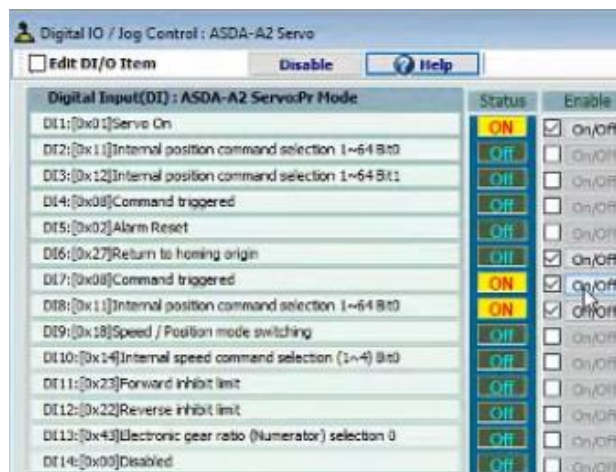 Digital IO / Jog Control : ASDA-A2 Servo
Edit DI/O Item Disable Help
Digital Input(DI) : ASDA-A2 Servo:Pr Mode Status Enable
DI1:[0x01]Servo On ON On/Off
DI2:[0x11]Internal position command selection 1~64 Bit0 Off On/Off
DI3:[0x12]Internal position command selection 1~64 Bit1 Off On/Off
DI4:[0x08]Command triggered Off On/Off
DI5:[0x02]Alarm Reset Off On/Off
DI6:[0x27]Return to homing origin Off On/Off
DI7:[0x08]Command triggered ON On/Off
DI8:[0x11]Internal position command selection 1~64 Bit0 ON On/Off
DI9:[0x18]Speed / Position mode switching Off On/Off
DI10:[0x14]Internal speed command selection (1~4) Bit0 Off On/Off
DI11:[0x23]Forward inhibit limit Off On/Off
DI12:[0x22]Reverse inhibit limit Off On/Off
DI13:[0x43]Electronic gear ratio (Numerator) selection 0 Off On/Off
DI14:[0x00]Disabled Off On/Off